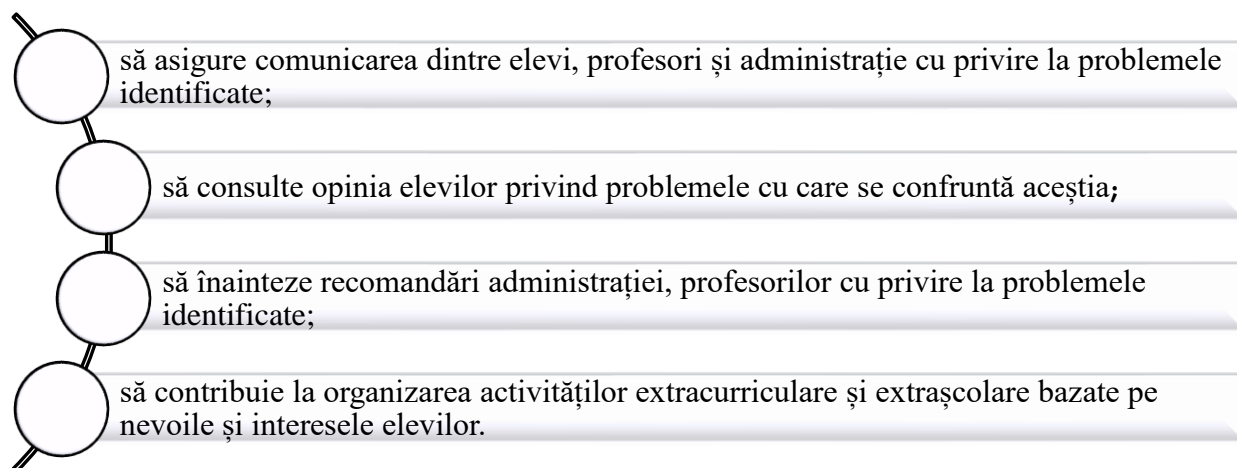 să asigure comunicarea dintre elevi, profesori și administrație cu privire la problemele
identificate;
să consulte opinia elevilor privind problemele cu care se confruntă aceștia;
să înainteze recomandări administrației, profesorilor cu privire la problemele
identificate;
să contribuie la organizarea activităților extracurriculare și extrașcolare bazate pe
nevoile și interesele elevilor.